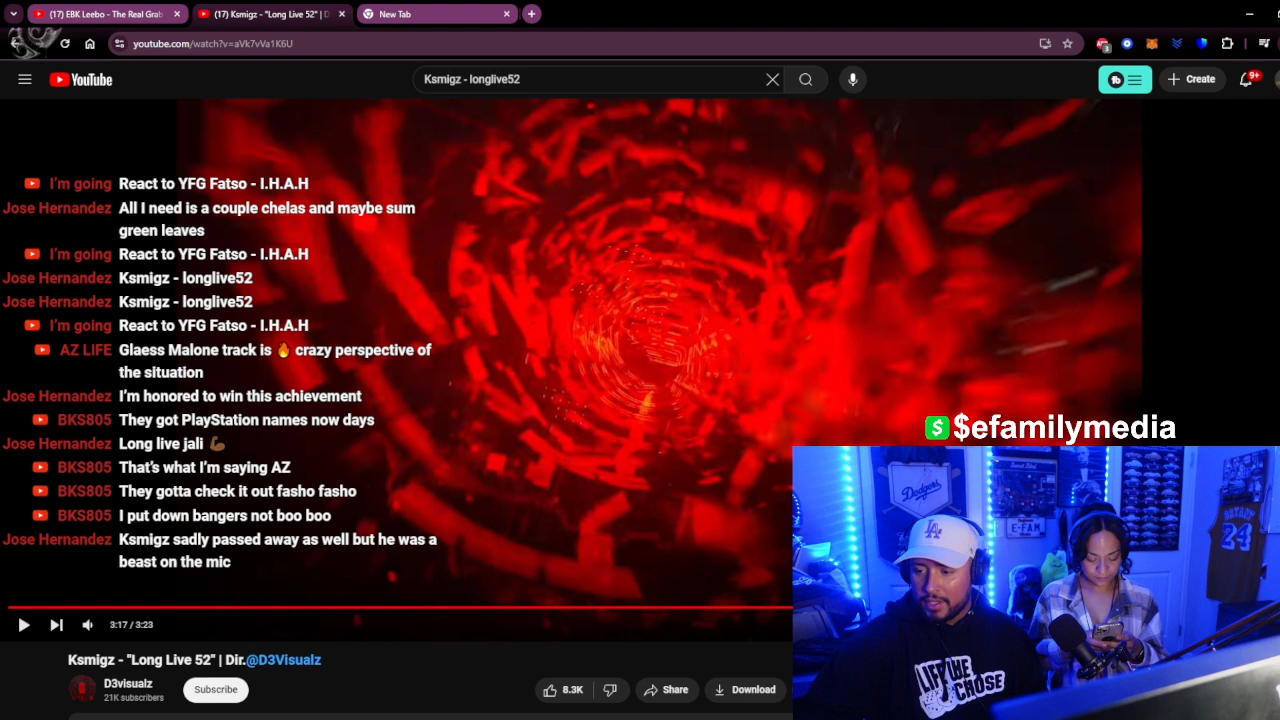 (17) EBK Leebo - The Real Grab
(17) Ksmigz - "Long Live 52" | D
New Tab
youtube.com/watch?v=aVk7vVa1K6U
3
YouTube
Ksmigz - longlive52
Create
9+
I'm going React to YFG Fatso - I.H.A.H
Jose Hernandez All I need is a couple chelas and maybe sum
green leaves
I'm going React to YFG Fatso - I.H.A.H
Jose Hernandez Ksmigz - longlive52
Jose Hernandez Ksmigz - longlive52
I'm going React to YFG Fatso - I.H.A.H
AZ LIFE Glaess Malone track is 🔥 crazy perspective of
the situation
Jose Hernandez I'm honored to win this achievement
BKS805 They got PlayStation names now days
Jose Hernandez Long live jali 💪🏾
BKS805 That's what I'm saying AZ
BKS805 They gotta check it out fasho fasho
BKS805 I put down bangers not boo boo
Jose Hernandez Ksmigz sadly passed away as well but he was a
beast on the mic
$efamilymedia
Dodgers
E-FAM
BRYANT
24
LA
LIFE WE
CHOSE
3:17 / 3:23
Ksmigz - "Long Live 52" | Dir.@D3Visualz
D3visualz
21K subscribers
Subscribe
8.3K
Share
Download